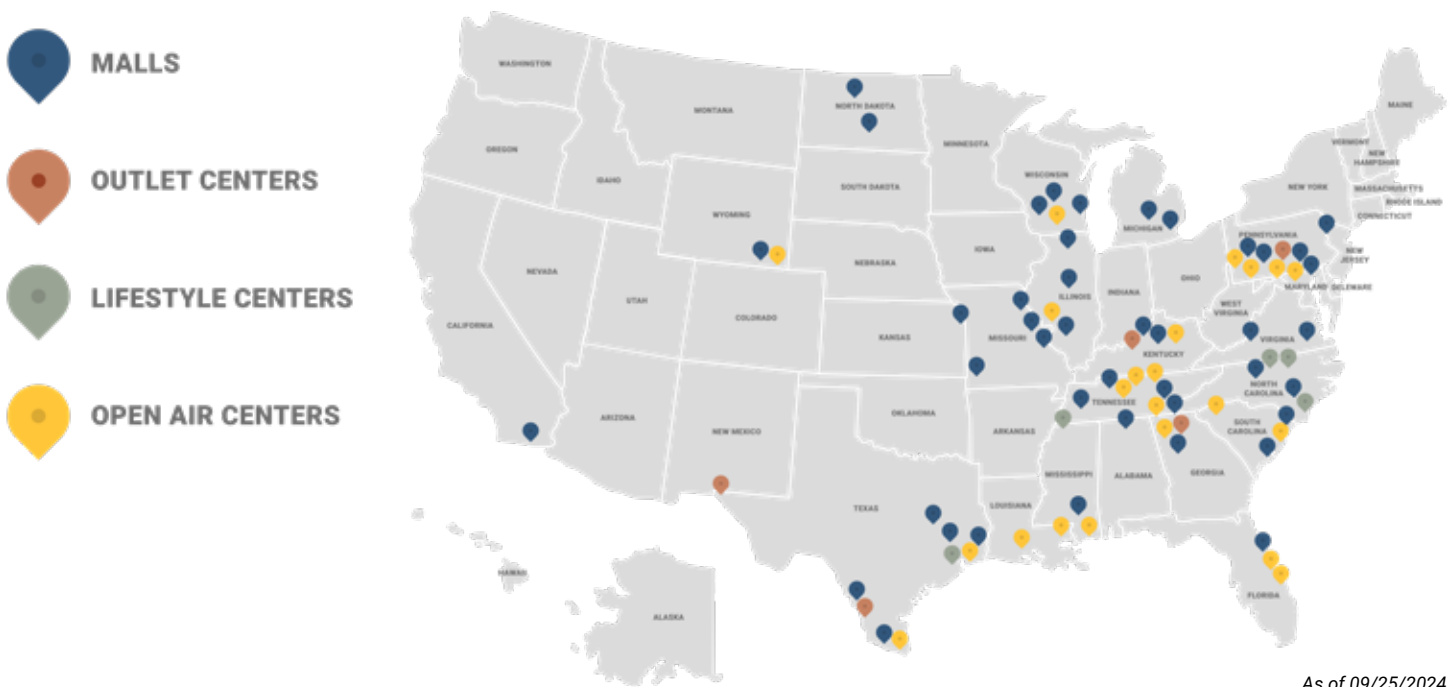 MALLS
OUTLET CENTERS
LIFESTYLE CENTERS
OPEN AIR CENTERS
WASHINGTON
MONTANA
NORTH DAKOTA
MINNESOTA
MAINE
OREGON
IDAHO
VERMONT
NEW
HAMPSHIRE
WISCONSIN
SOUTH DAKOTA
NEW YORK
MASSACHUSETTS
RHODE ISLAND
CONNECTICUT
WYOMING
MICHIGAN
PENNSYLVANIA
IOWA
NEW
JERSEY
NEBRASKA
NEVADA
OHIO
MARYLAND
DELEWARE
UTAH
ILLINOIS
INDIANA
WEST
VIRGINIA
COLORADO
CALIFORNIA
KANSAS
MISSOURI
VIRGINIA
KENTUCKY
NORTH
CAROLINA
TENNESSEE
ARIZONA
NEW MEXICO
OKLAHOMA
ARKANSAS
SOUTH
CAROLINA
MISSISSIPPI
ALABAMA
GEORGIA
TEXAS
LOUISIANA
HAWAII
FLORIDA
ALASKA
As of 09/25/2024